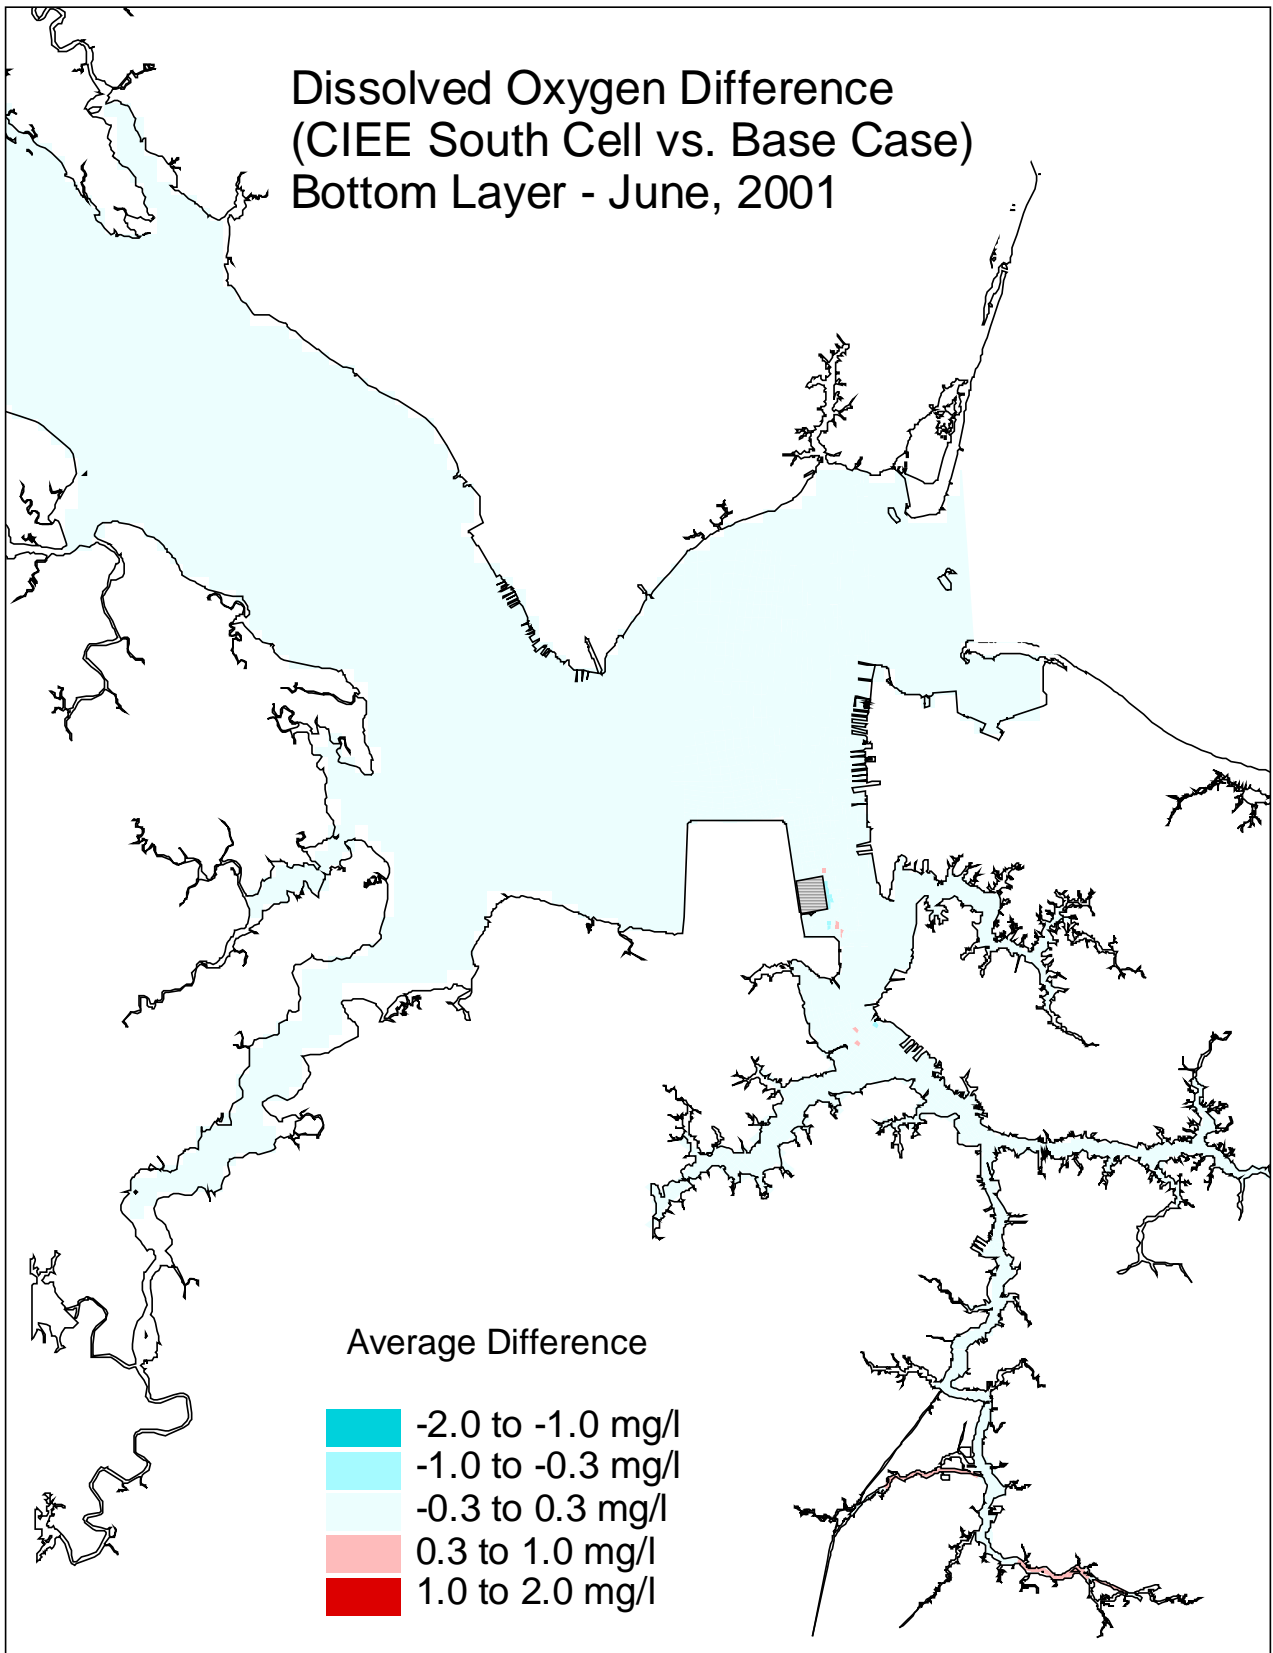 Dissolved Oxygen Difference
(CIEE South Cell vs. Base Case)
Bottom Layer - June, 2001
Average Difference
-2.0 to -1.0 mg/l
-1.0 to -0.3 mg/l
-0.3 to 0.3 mg/l
0.3 to 1.0 mg/l
1.0 to 2.0 mg/l